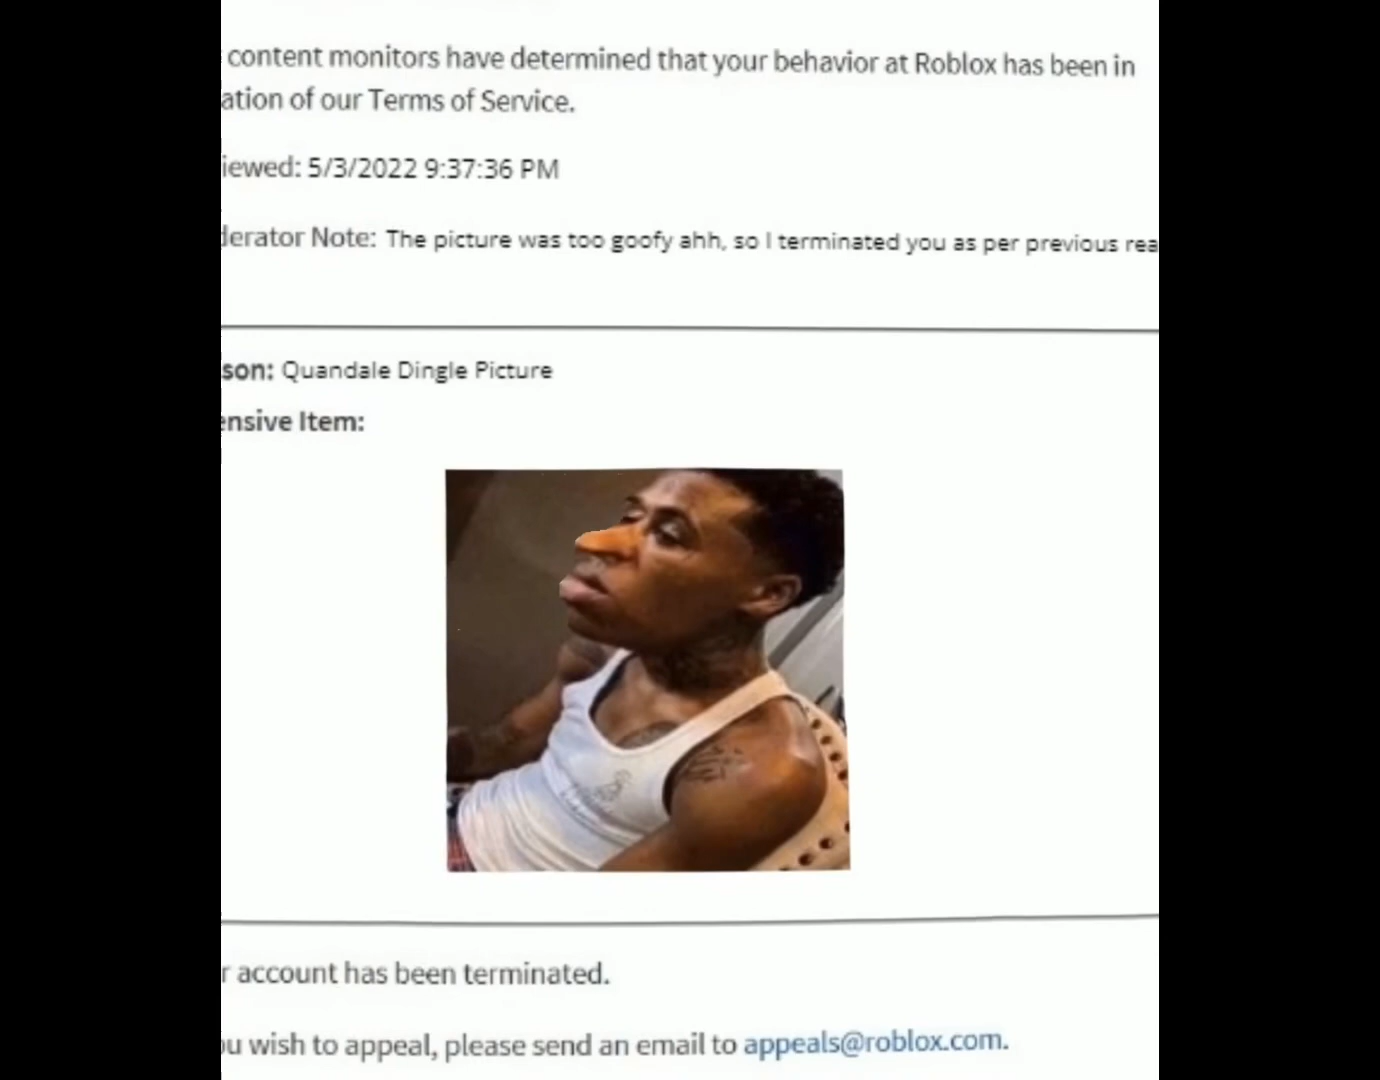 content monitors have determined that your behavior at Roblox has been in
ation of our Terms of Service.
iewed: 5/3/2022 9:37:36 PM
derator Note: The picture was too goofy ahh, so I terminated you as per previous rea
son: Quandale Dingle Picture
ensive Item:
r account has been terminated.
ou wish to appeal, please send an email to appeals@roblox.com.